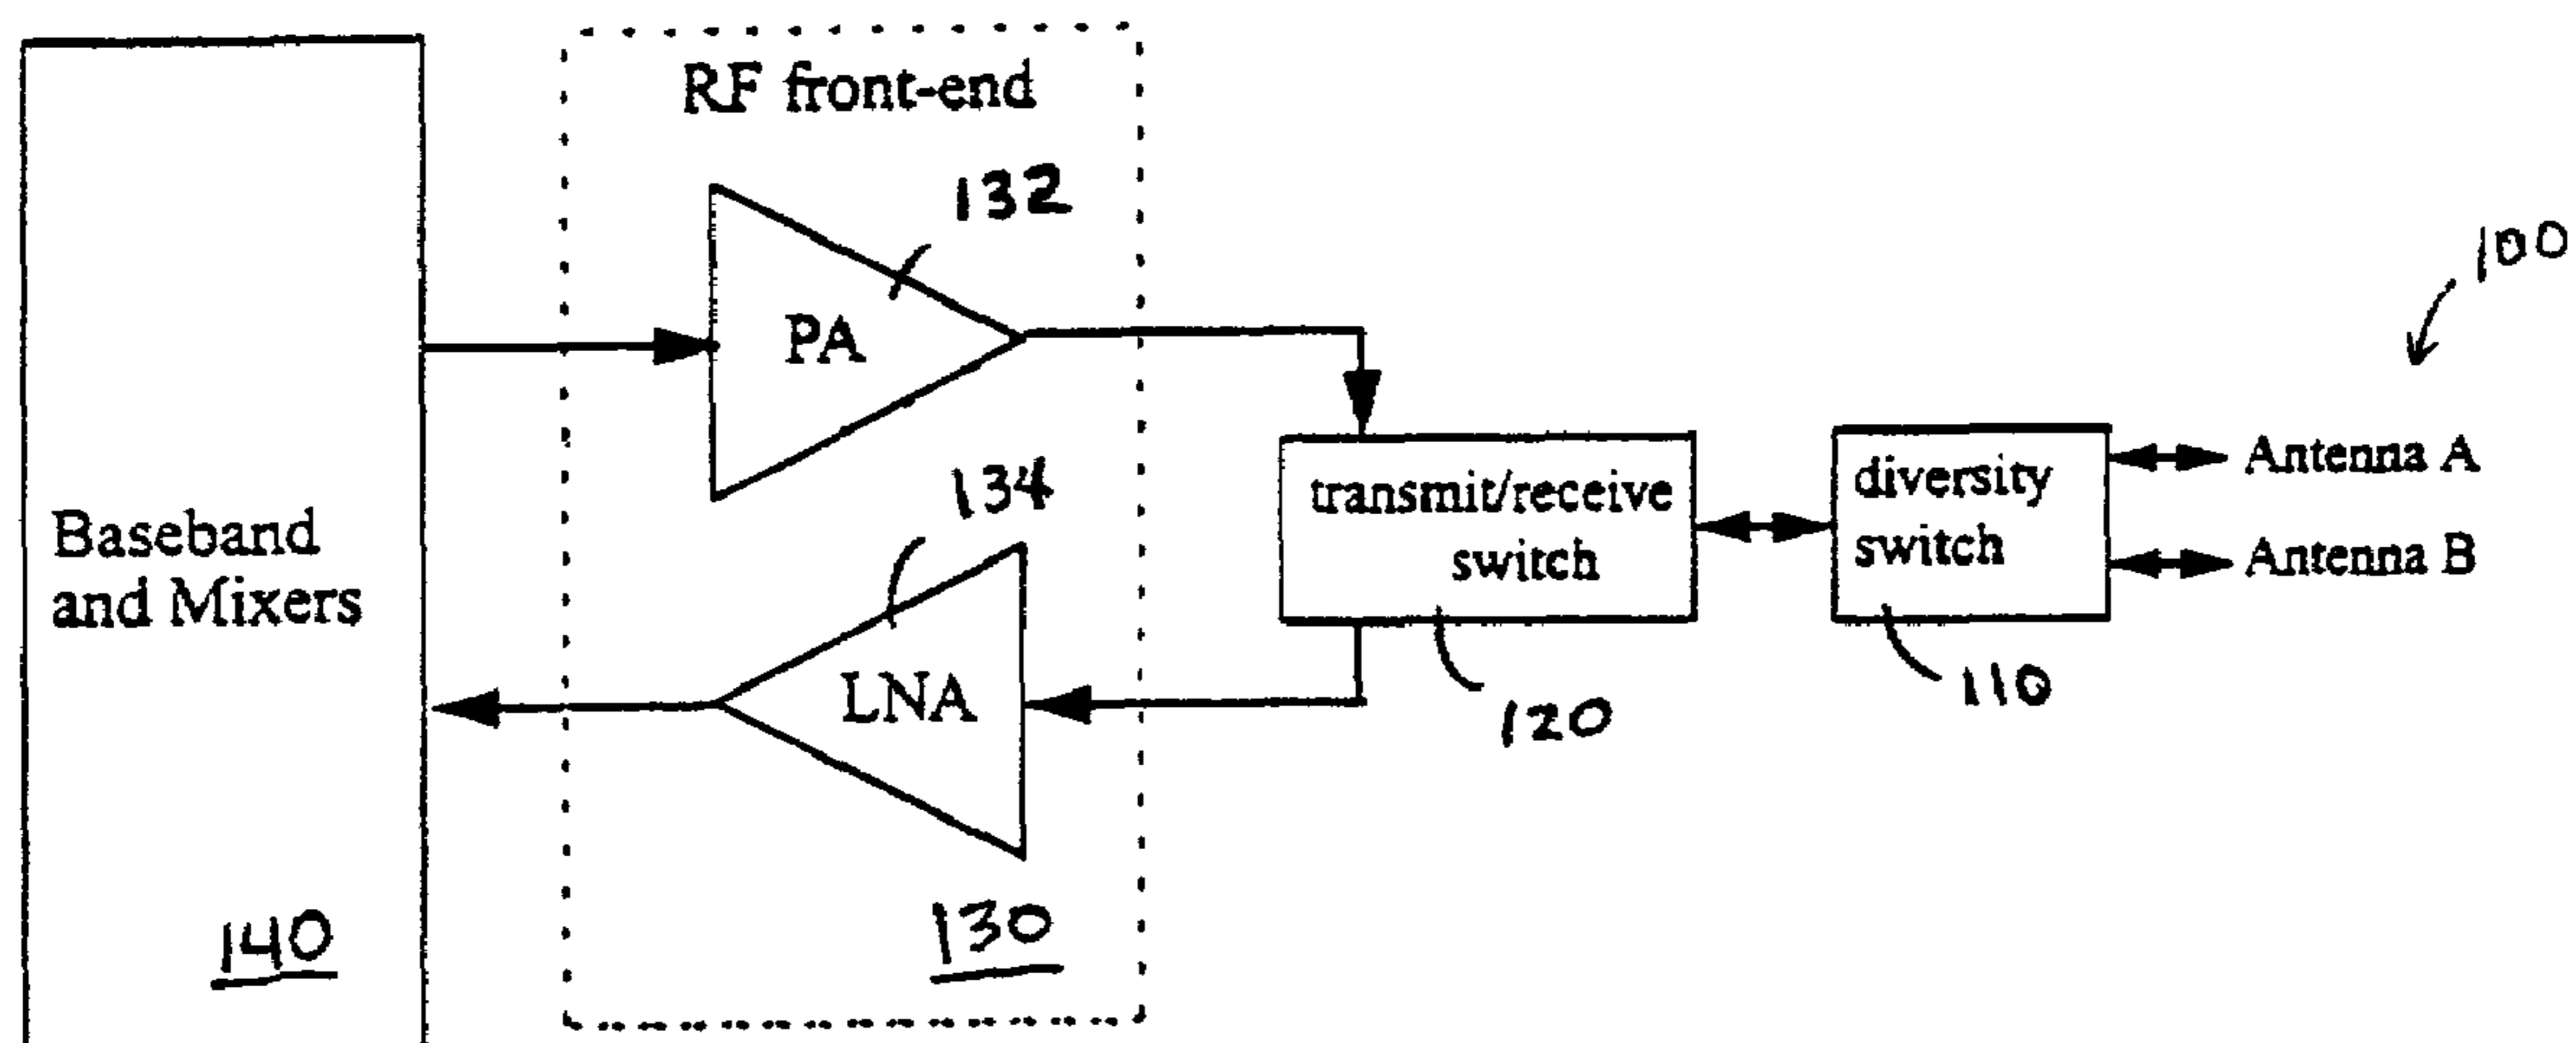 RF front-end
132
PA
100
134
Baseband
and Mixers
transmit/receive
switch
diversity
switch
Antenna A
Antenna B
LNA
120
110
130
140